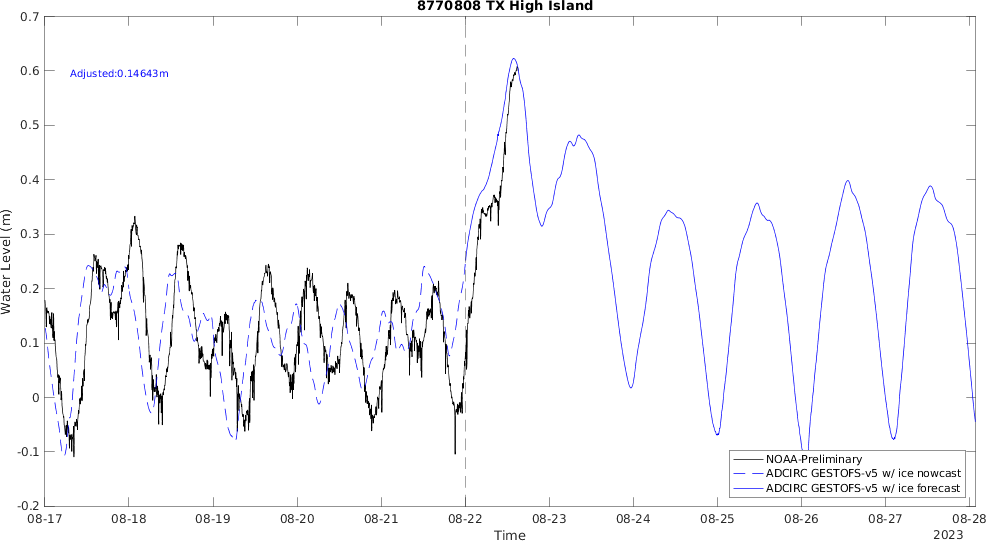 8770808 TX High Island
Adjusted:0.14643m
Water Level (m)
0.7
0.6
0.5
0.4
0.3
0.2
0.1
0
-0.1
-0.2
NOAA-Preliminary
ADCIRC GESTOFS-v5 w/ ice nowcast
ADCIRC GESTOFS-v5 w/ ice forecast
08-17 08-18 08-19 08-20 08-21 08-22 08-23 08-24 08-25 08-26 08-27 08-28
Time
2023